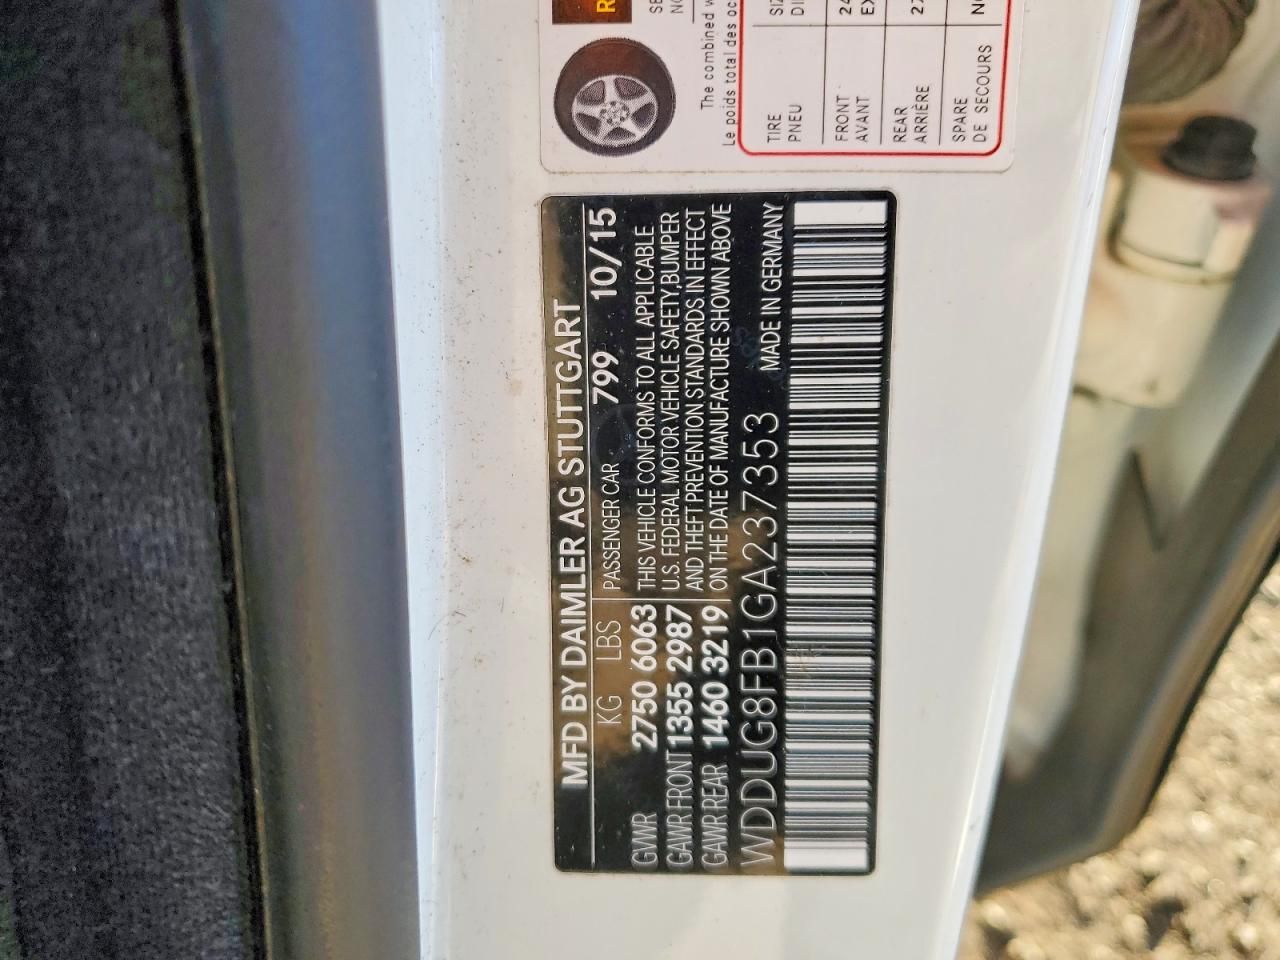 The combined w
Le poids total des oc
TIRE
PNEU
FRONT
AVANT
REAR
ARRIÈRE
SPARE
DE SECOURS
MFD BY DAIMLER AG STUTTGART
KG LBS PASSENGER CAR 799 10/15
GVWR 2750 6063
GAWR FRONT 1355 2987
GAWR REAR 1460 3219
THIS VEHICLE CONFORMS TO ALL APPLICABLE
U.S. FEDERAL MOTOR VEHICLE SAFETY,BUMPER
AND THEFT PREVENTION STANDARDS IN EFFECT
ON THE DATE OF MANUFACTURE SHOWN ABOVE
WDDUG8FB1GA237353 MADE IN GERMANY